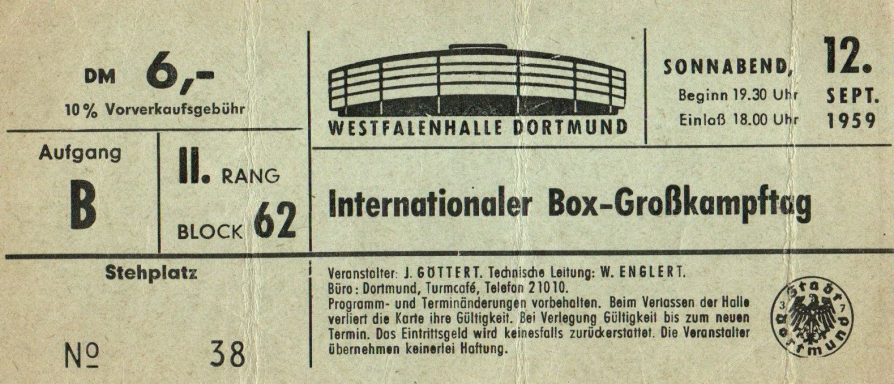 DM 6,-
10% Vorverkaufsgebühr
Aufgang
B
II. RANG
BLOCK 62
Stehplatz
No 38
WESTFALENHALLE DORTMUND
SONNABEND, 12.
Beginn 19.30 Uhr SEPT.
Einlaß 18.00 Uhr 1959
Internationaler Box-Großkampftag
Veranstalter: J. GÖTTERT. Technische Leitung: W. ENGLERT.
Büro: Dortmund, Turmcafé, Telefon 21010.
Programm- und Terminänderungen vorbehalten. Beim Verlassen der Halle
verliert die Karte ihre Gültigkeit. Bei Verlegung Gültigkeit bis zum neuen
Termin. Das Eintrittsgeld wird keinesfalls zurückerstattet. Die Veranstalter
übernehmen keinerlei Haftung.
Stadt
3 7
Dortmund